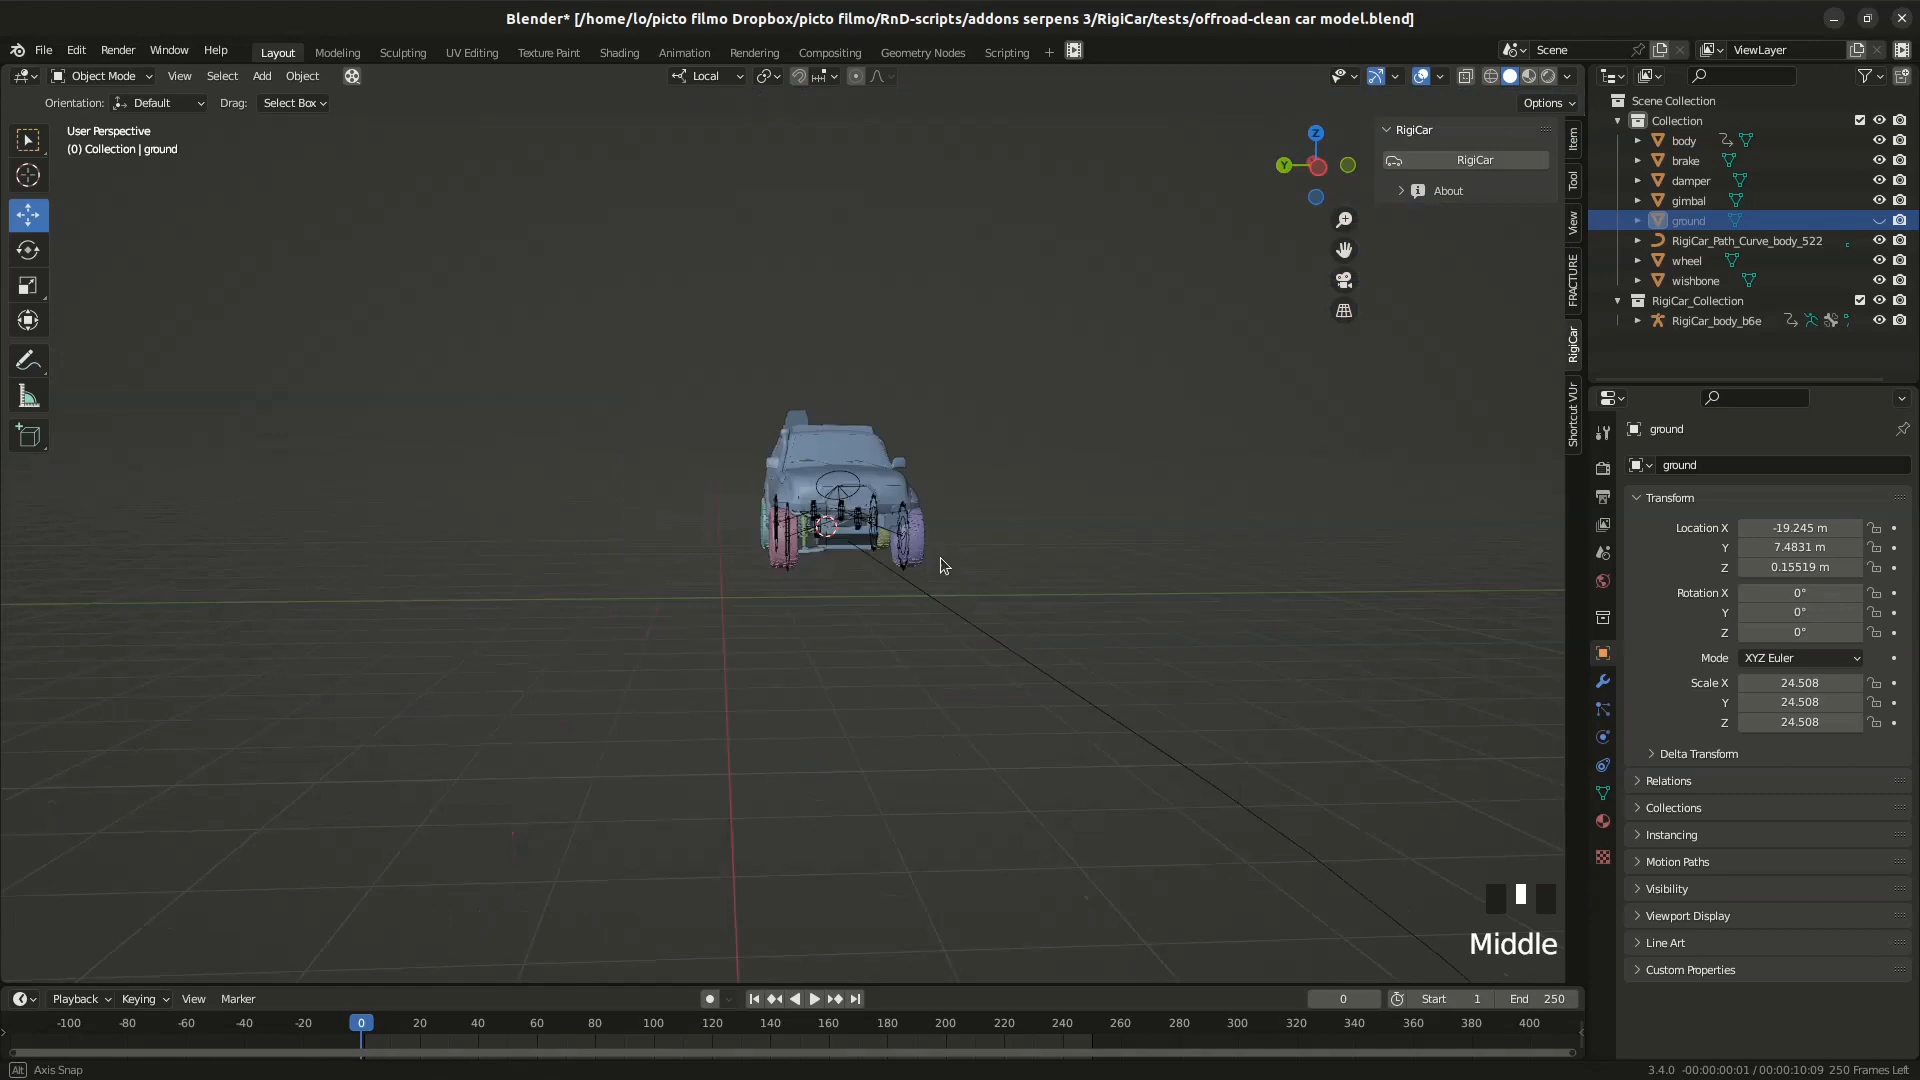 Blender* [/home/lo/picto filmo Dropbox/picto filmo/RnD-scripts/addons serpens 3/RigiCar/tests/offroad-clean car model.blend]
File Edit Render Window Help Layout Modeling Sculpting UV Editing Texture Paint Shading Animation Rendering Compositing Geometry Nodes Scripting + Scene ViewLayer
Object Mode View Select Add Object Local
Orientation: Default Drag: Select Box Options
User Perspective
(0) Collection | ground
RigiCar
RigiCar
About
Z
Y
Item
Tool
View
FRACTURE
RigiCar
Shortcut VUr
Scene Collection
Collection
body
brake
damper
gimbal
ground
RigiCar_Path_Curve_body_522
wheel
wishbone
RigiCar_Collection
RigiCar_body_b6e
ground
ground
Transform
Location X -19.245 m
Y 7.4831 m
Z 0.15519 m
Rotation X 0°
Y 0°
Z 0°
Mode XYZ Euler
Scale X 24.508
Y 24.508
Z 24.508
Delta Transform
Relations
Collections
Instancing
Motion Paths
Visibility
Viewport Display
Line Art
Custom Properties
Middle
Playback Keying View Marker 0 Start 1 End 250
-100 -80 -60 -40 -20 0 20 40 60 80 100 120 140 160 180 200 220 240 260 280 300 320 340 360 380 400
Alt Axis Snap 3.4.0 -00:00:00:01 / 00:00:10:09 250 Frames Left